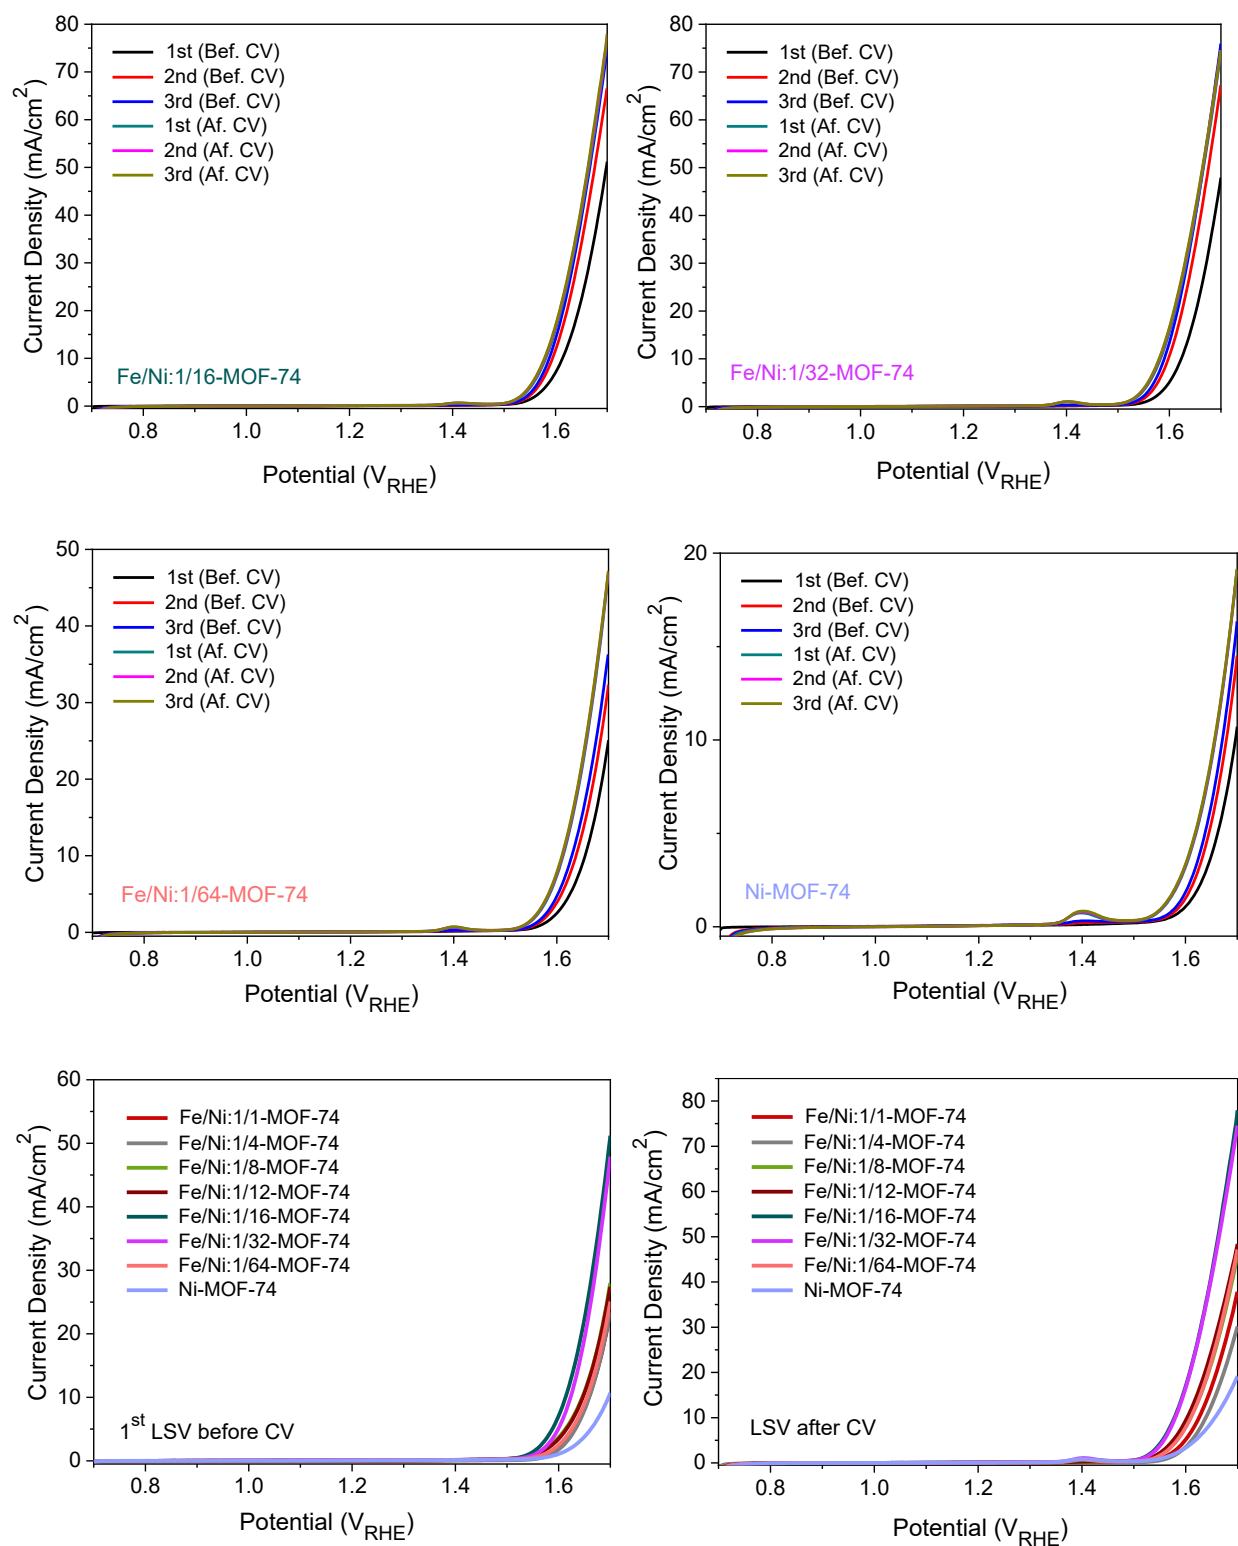 80
70
60
50
40
30
20
10
0
Current Density (mA/cm²)
1st (Bef. CV)
2nd (Bef. CV)
3rd (Bef. CV)
1st (Af. CV)
2nd (Af. CV)
3rd (Af. CV)
Fe/Ni:1/16-MOF-74
0.8 1.0 1.2 1.4 1.6
Potential (V_RHE)
80
70
60
50
40
30
20
10
0
Current Density (mA/cm²)
1st (Bef. CV)
2nd (Bef. CV)
3rd (Bef. CV)
1st (Af. CV)
2nd (Af. CV)
3rd (Af. CV)
Fe/Ni:1/32-MOF-74
0.8 1.0 1.2 1.4 1.6
Potential (V_RHE)
50
40
30
20
10
0
Current Density (mA/cm²)
1st (Bef. CV)
2nd (Bef. CV)
3rd (Bef. CV)
1st (Af. CV)
2nd (Af. CV)
3rd (Af. CV)
Fe/Ni:1/64-MOF-74
0.8 1.0 1.2 1.4 1.6
Potential (V_RHE)
20
10
0
Current Density (mA/cm²)
1st (Bef. CV)
2nd (Bef. CV)
3rd (Bef. CV)
1st (Af. CV)
2nd (Af. CV)
3rd (Af. CV)
Ni-MOF-74
0.8 1.0 1.2 1.4 1.6
Potential (V_RHE)
60
50
40
30
20
10
0
Current Density (mA/cm²)
Fe/Ni:1/1-MOF-74
Fe/Ni:1/4-MOF-74
Fe/Ni:1/8-MOF-74
Fe/Ni:1/12-MOF-74
Fe/Ni:1/16-MOF-74
Fe/Ni:1/32-MOF-74
Fe/Ni:1/64-MOF-74
Ni-MOF-74
1st LSV before CV
0.8 1.0 1.2 1.4 1.6
Potential (V_RHE)
80
70
60
50
40
30
20
10
0
Current Density (mA/cm²)
Fe/Ni:1/1-MOF-74
Fe/Ni:1/4-MOF-74
Fe/Ni:1/8-MOF-74
Fe/Ni:1/12-MOF-74
Fe/Ni:1/16-MOF-74
Fe/Ni:1/32-MOF-74
Fe/Ni:1/64-MOF-74
Ni-MOF-74
LSV after CV
0.8 1.0 1.2 1.4 1.6
Potential (V_RHE)